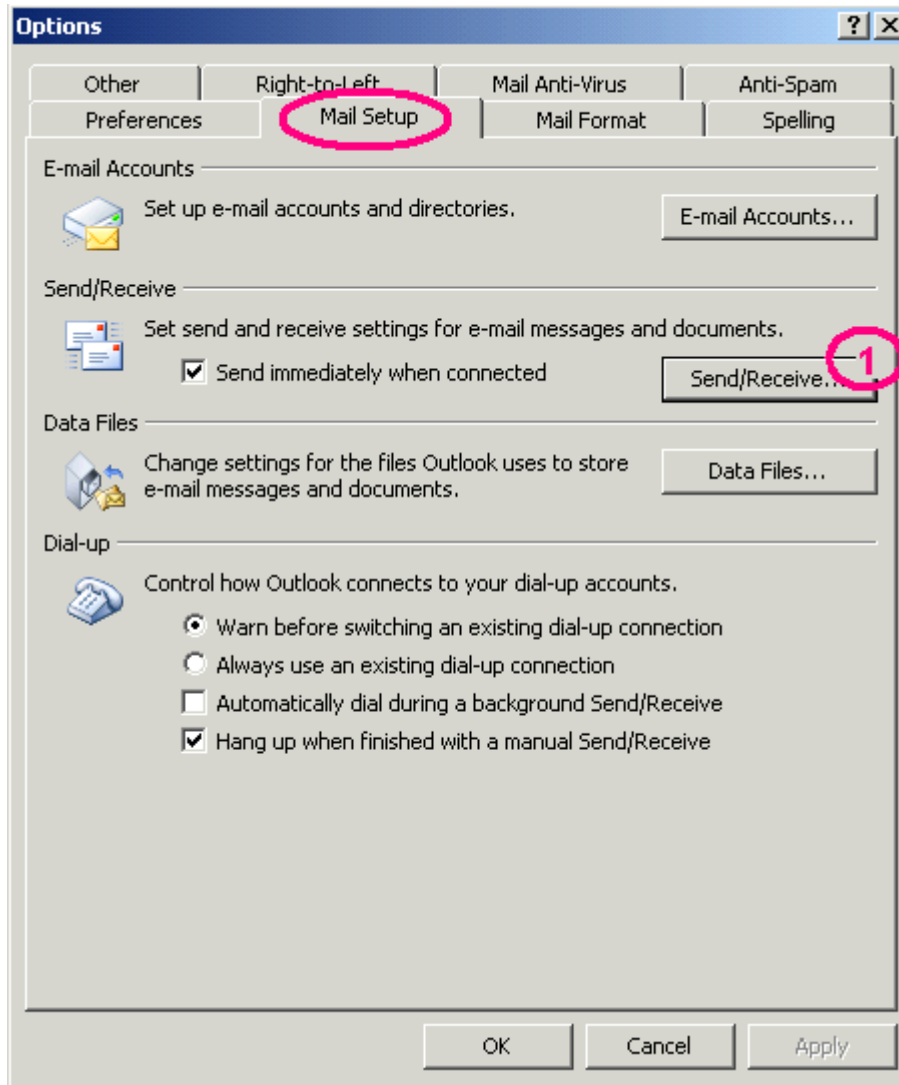 Options
Other Right-to-Left Mail Anti-Virus Anti-Spam
Preferences Mail Setup Mail Format Spelling
E-mail Accounts
Set up e-mail accounts and directories.
E-mail Accounts...
Send/Receive
Set send and receive settings for e-mail messages and documents.
1
Send immediately when connected
Send/Receive...
Data Files
Change settings for the files Outlook uses to store
e-mail messages and documents.
Data Files...
Dial-up
Control how Outlook connects to your dial-up accounts.
Warn before switching an existing dial-up connection
Always use an existing dial-up connection
Automatically dial during a background Send/Receive
Hang up when finished with a manual Send/Receive
OK Cancel Apply